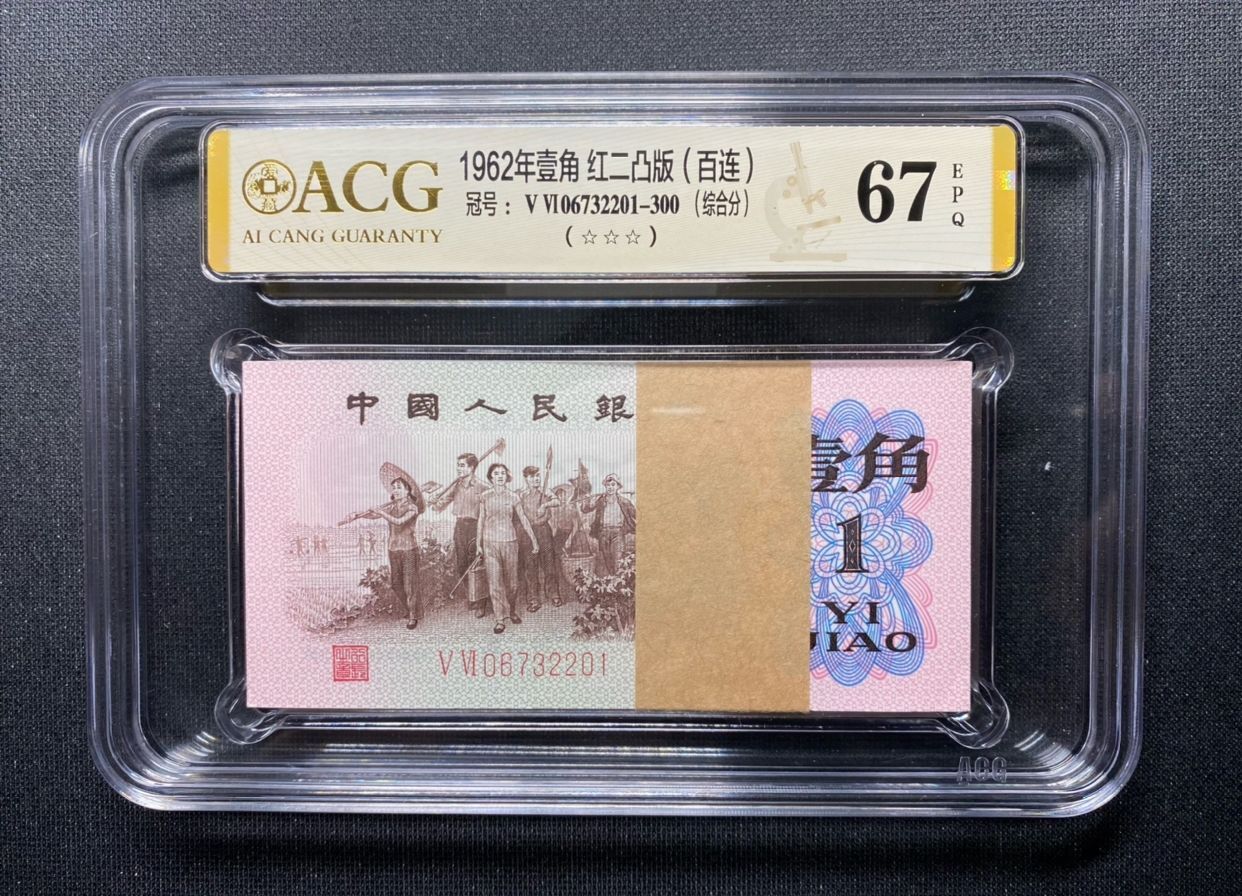 ACG
AI CANG GUARANTY
1962年壹角 红二凸版（百连）
冠号： V VI 06732201-300 （综合分）
（☆☆☆）
67
EPQ
中國人民銀
壹角
1
YI
JIAO
V VI 06732201
ACG